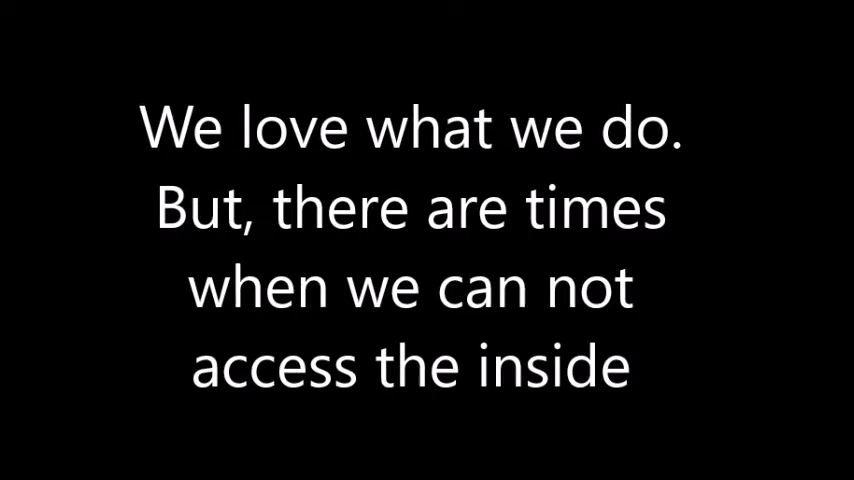 We love what we do.
But, there are times
when we can not
access the inside